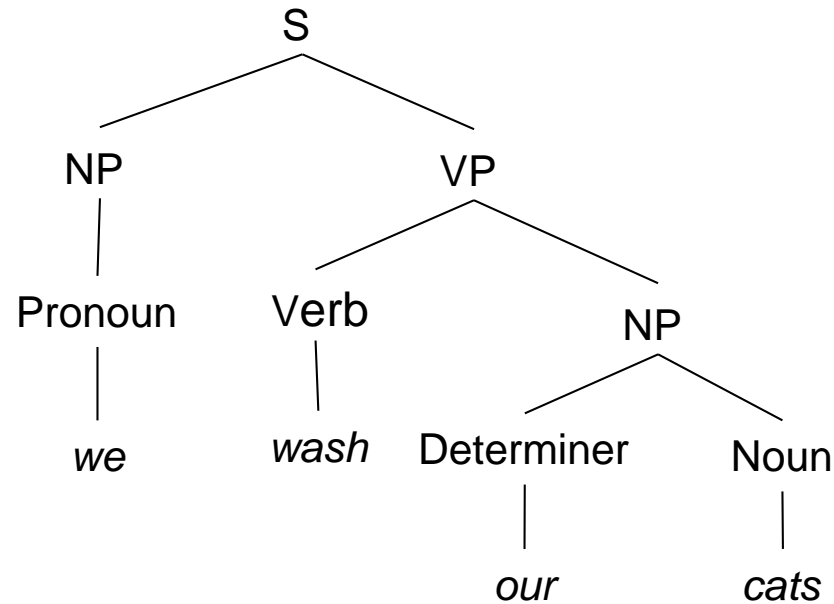 S
NP VP
Pronoun Verb NP
we wash Determiner Noun
our cats